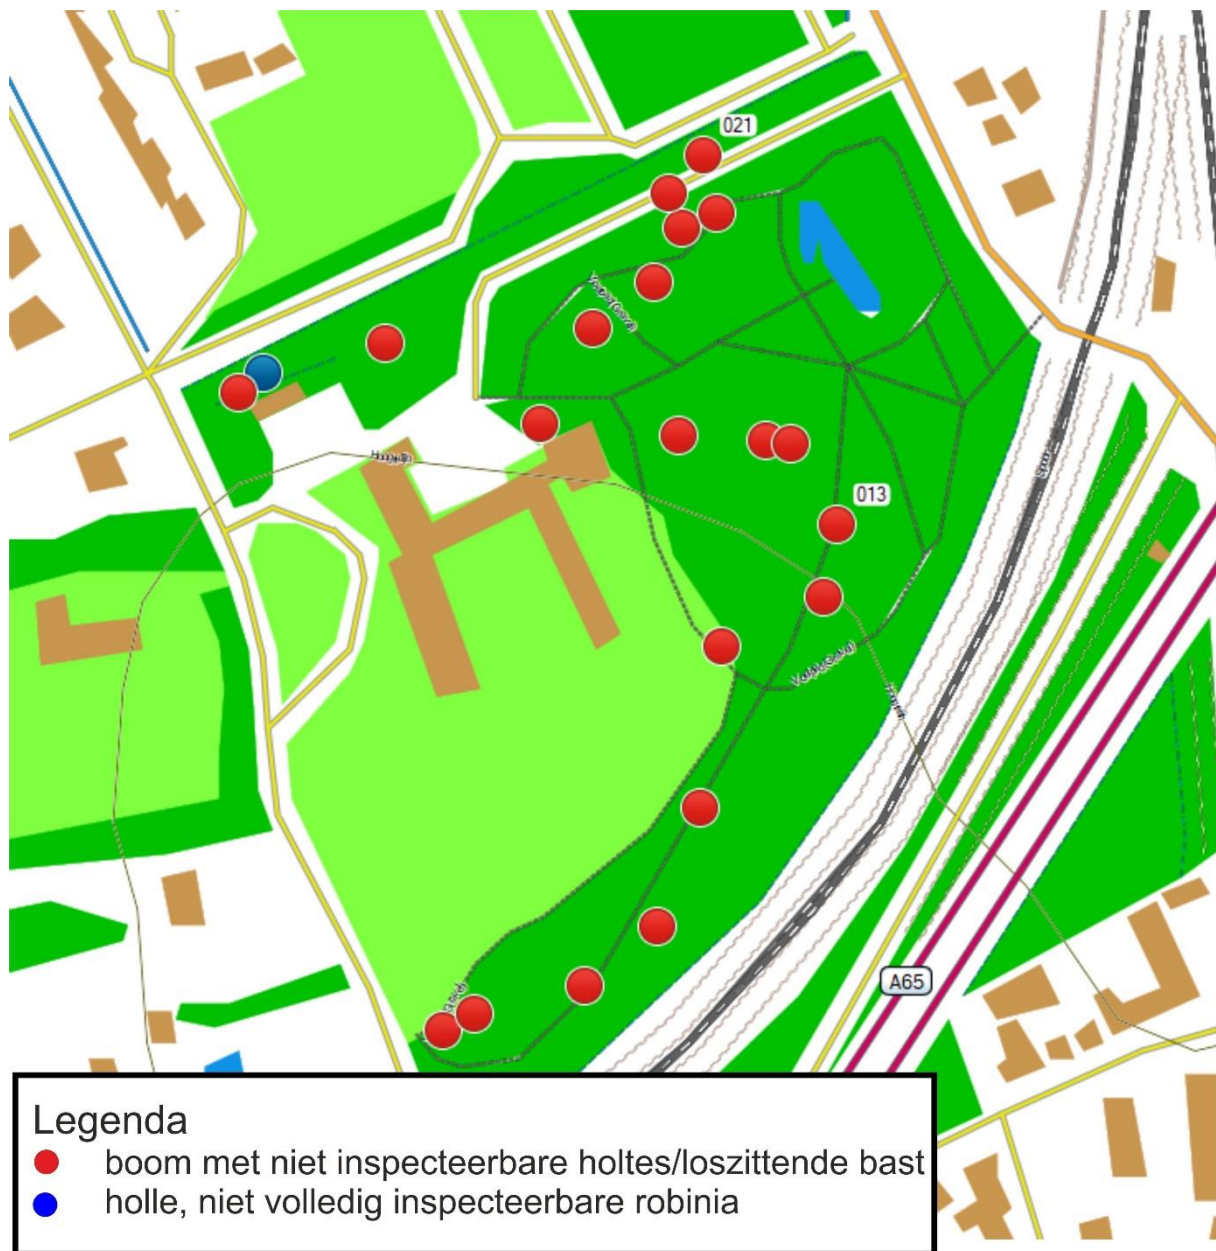 021
013
A65
Legenda
boom met niet inspecteerbare holtes/loszittende bast
holle, niet volledig inspecteerbare robinia